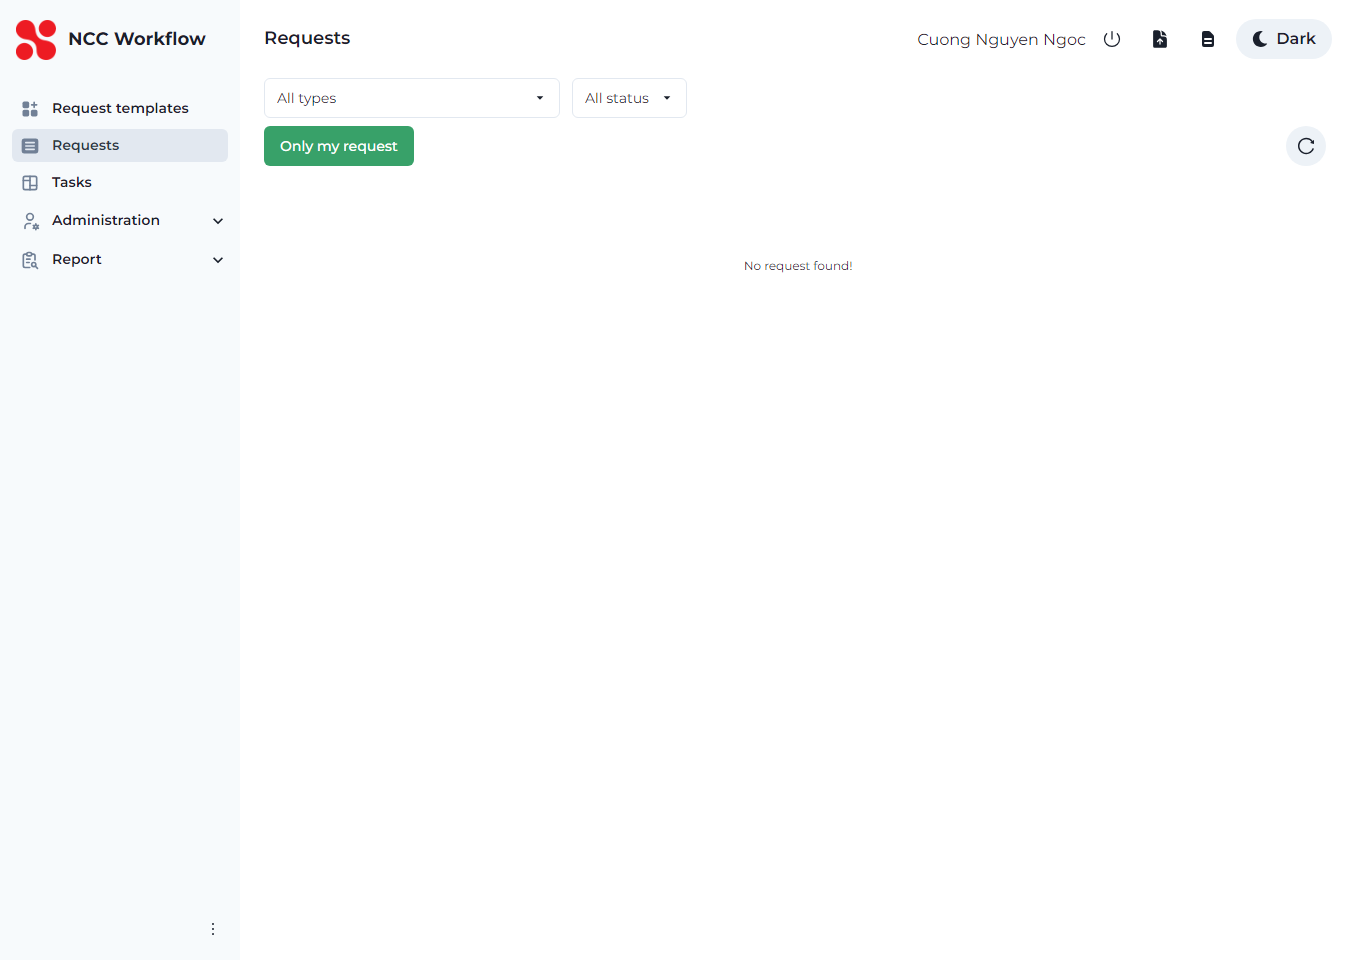 NCC Workflow
Request templates
Requests
Tasks
Administration
Report
Requests
Cuong Nguyen Ngoc
Dark
All types
All status
Only my request
No request found!